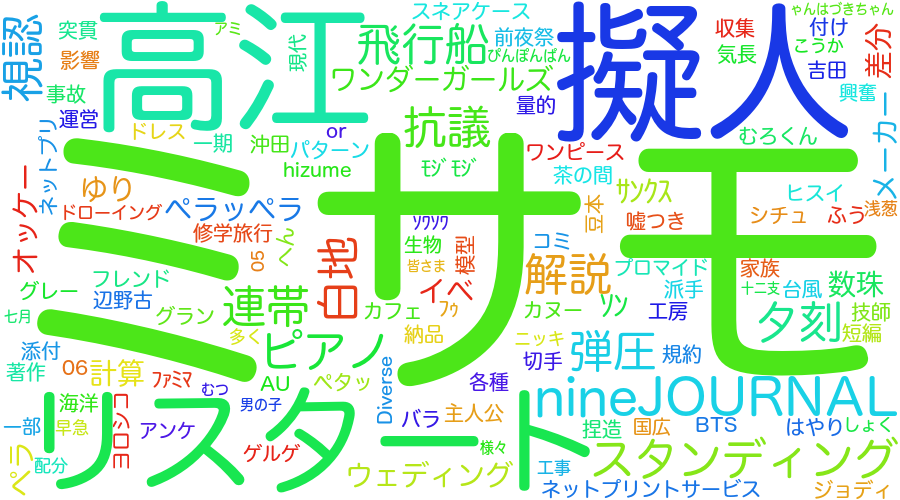 スネアケース
ゃんはづきちゃん
突貫
アミ
高江
現代
飛行船
前夜祭
擬人
収集
付け
視認
影響
ぴんぽんぱん
気長
こうか
差分
ワンダーガールズ
吉田
事故
量的
興奮
運営
ドレス
一期
沖田
or
抗議
むろくん
メーカー
ネットプリ
パターン
ワンピース
hizume
ﾓｼﾞﾓｼﾞ
茶の間
ミサモ
ゆり
ペラッペラ
サンクス
ヒスイ
浅葱
オッケー
ドローイング
ｿﾜｿﾜ
豆本
嘘つき
シチュ
ふう
修学旅行
へん
生物
コミ
05
白地
皆さま
模型
解説
プロマイド
家族
フレンド
派手
十二支
台風
数珠
グレー
辺野古
連帯
イベ
カヌー
ソン
工房
七月
グラン
カフェ
ﾌｩ
夕刻
技師
添付
多く
ピアノ
納品
ニッキ
弾圧
規約
短編
著作
06
計算
ﾌｧﾐﾏ
AU
ペタッ
Diverse
各種
切手
むつ
リスタート
nineJOURNAL
海洋
ヨロシコ
男の子
バラ
主人公
一部
早急
アンケ
捏造
国広
BTS
はやり
しょく
ペラ
配分
ゲルゲ
様々
スタンディング
ウェディング
工事
ネットプリントサービス
ジョディ